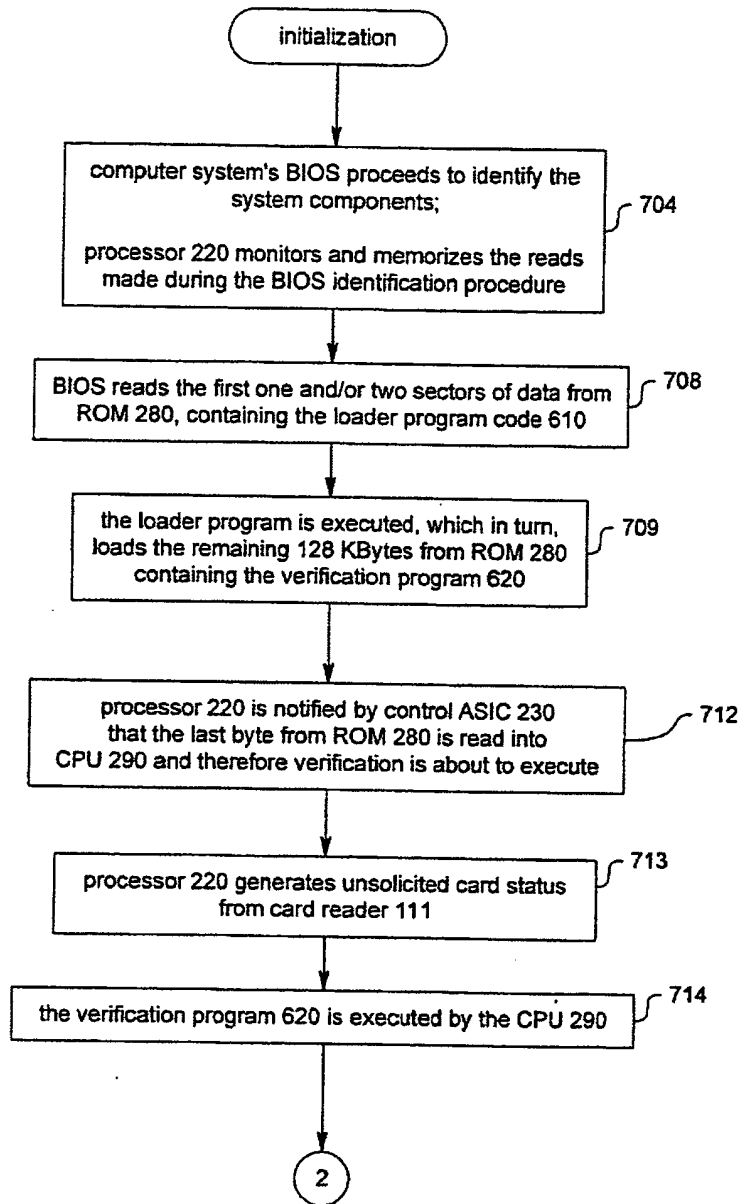 initialization
computer system's BIOS proceeds to identify the
system components;
704
processor 220 monitors and memorizes the reads
made during the BIOS identification procedure
BIOS reads the first one and/or two sectors of data from
ROM 280, containing the loader program code 610
708
the loader program is executed, which in turn,
loads the remaining 128 KBytes from ROM 280
containing the verification program 620
709
processor 220 is notified by control ASIC 230
that the last byte from ROM 280 is read into
CPU 290 and therefore verification is about to execute
712
processor 220 generates unsolicited card status
from card reader 111
713
the verification program 620 is executed by the CPU 290
714
2